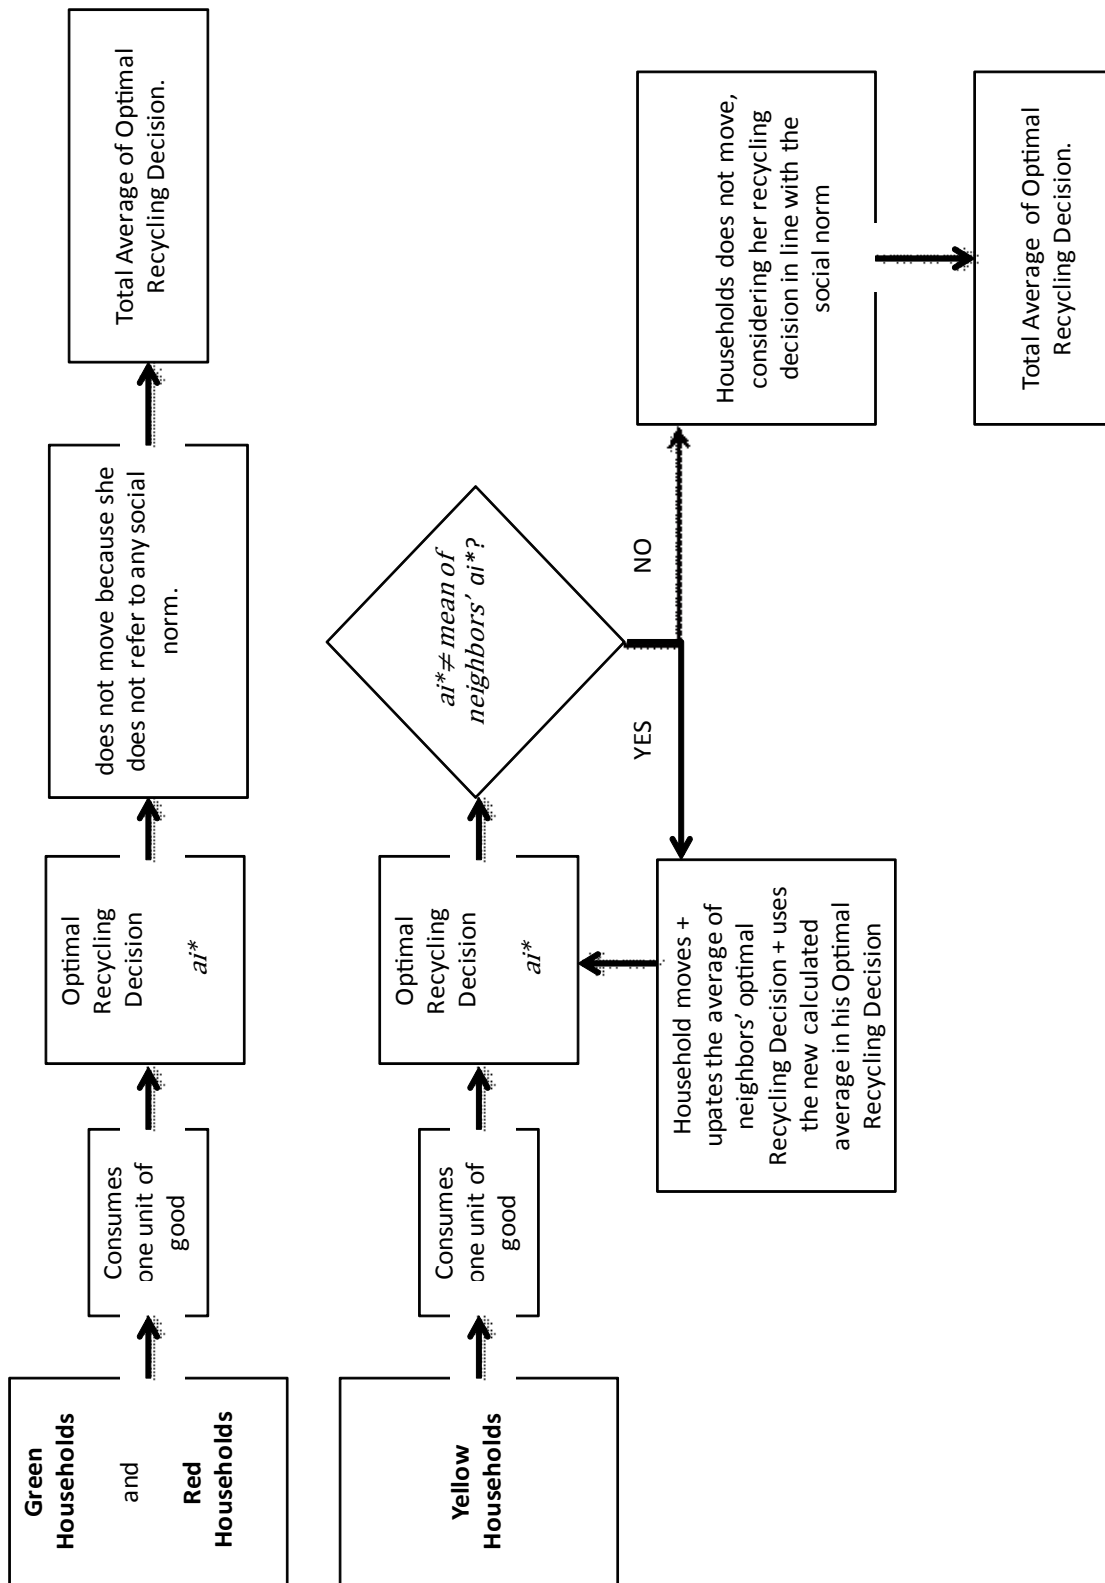 Green
Households
and
Red
Households
Consumes
one unit of
good
Optimal
Recycling
Decision
ai*
does not move because she
does not refer to any social
norm.
Total Average of Optimal
Recycling Decision.
Yellow
Households
Consumes
one unit of
good
Optimal
Recycling
Decision
ai*
ai*≠ mean of
neighbors’ ai*?
YES
NO
Household moves +
upates the average of
neighbors’ optimal
Recycling Decision + uses
the new calculated
average in his Optimal
Recycling Decision
Households does not move,
considering her recycling
decision in line with the
social norm
Total Average of Optimal
Recycling Decision.